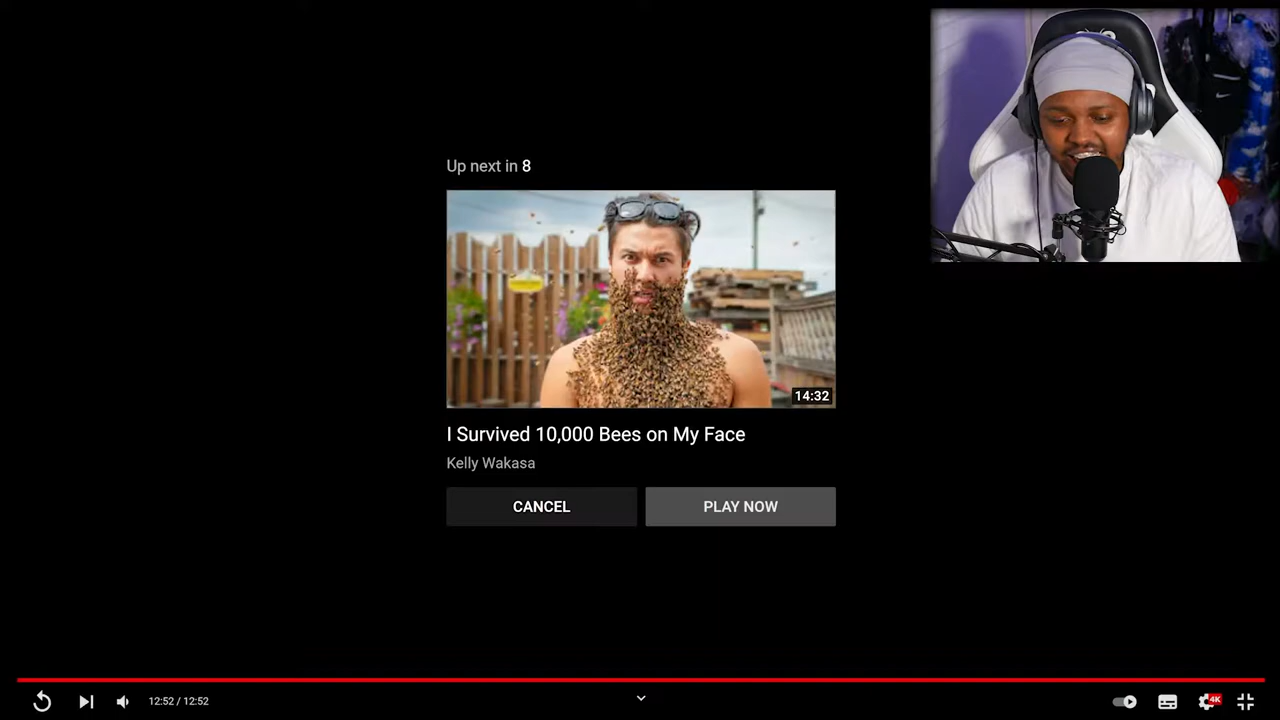 Up next in 8
14:32
I Survived 10,000 Bees on My Face
Kelly Wakasa
CANCEL
PLAY NOW
12:52 / 12:52
4K